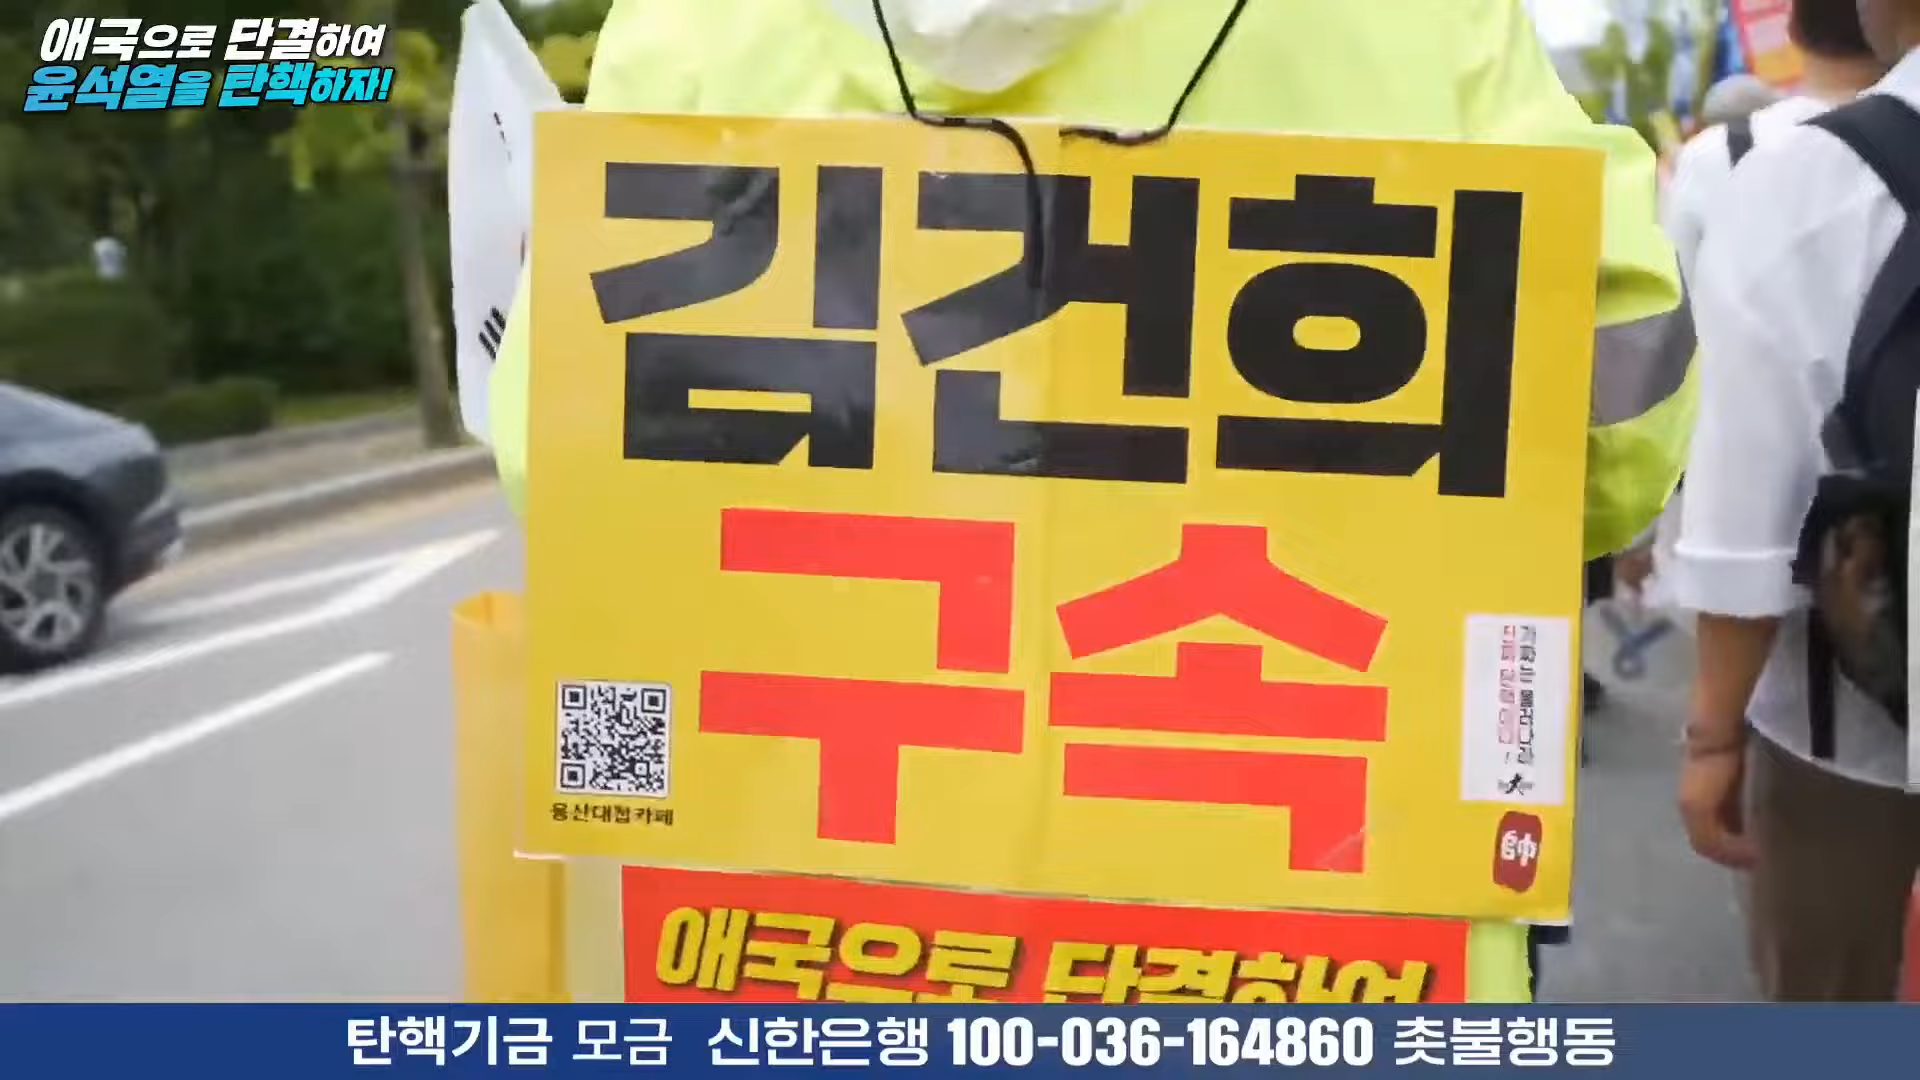 애국으로 단결하여
윤석열을 탄핵하자!
김건희
구속
용산대첩카페
애국으로 단결하여
탄핵기금 모금 신한은행 100-036-164860 촛불행동